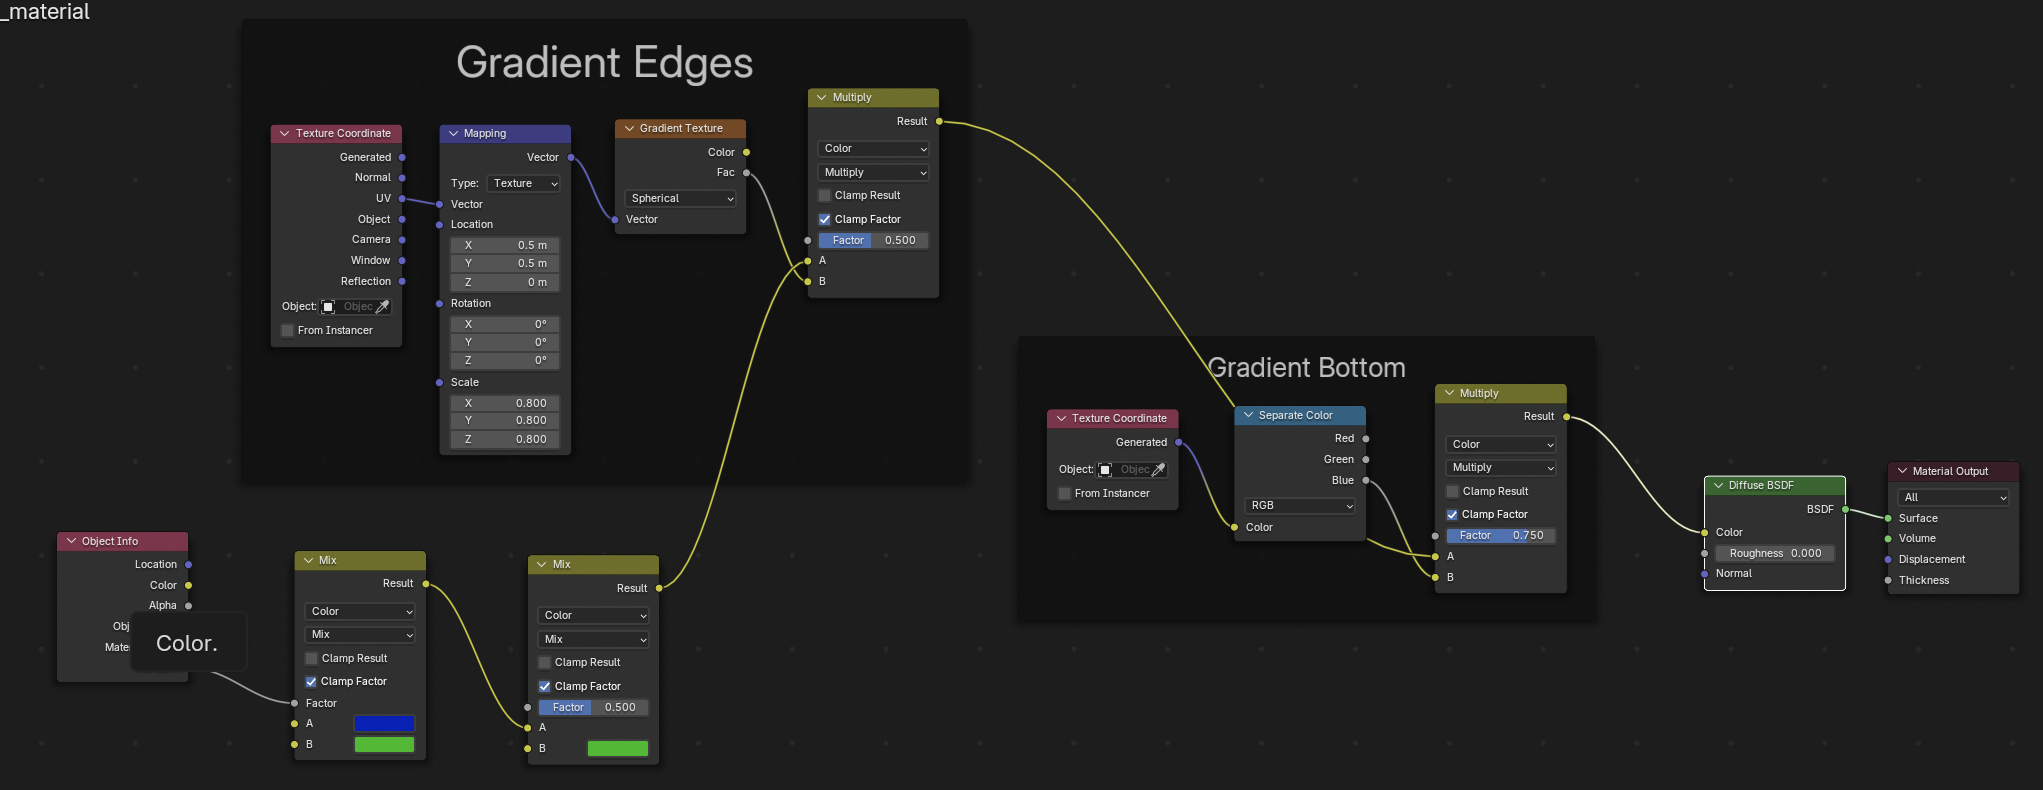 _material
Gradient Edges
Texture Coordinate
Generated
Normal
UV
Object
Camera
Window
Reflection
Object: Objec
From Instancer
Mapping
Vector
Type: Texture
Vector
Location
X 0.5 m
Y 0.5 m
Z 0 m
Rotation
X 0°
Y 0°
Z 0°
Scale
X 0.800
Y 0.800
Z 0.800
Gradient Texture
Color
Fac
Spherical
Vector
Multiply
Result
Color
Multiply
Clamp Result
Clamp Factor
Factor 0.500
A
B
Gradient Bottom
Texture Coordinate
Generated
Object: Objec
From Instancer
Separate Color
Red
Green
Blue
RGB
Color
Multiply
Result
Color
Multiply
Clamp Result
Clamp Factor
Factor 0.750
A
B
Diffuse BSDF
BSDF
Color
Roughness 0.000
Normal
Material Output
All
Surface
Volume
Displacement
Thickness
Object Info
Location
Color
Alpha
Obj
Mate
Color.
Mix
Result
Color
Mix
Clamp Result
Clamp Factor
Factor
A
B
Mix
Result
Color
Mix
Clamp Result
Clamp Factor
Factor 0.500
A
B